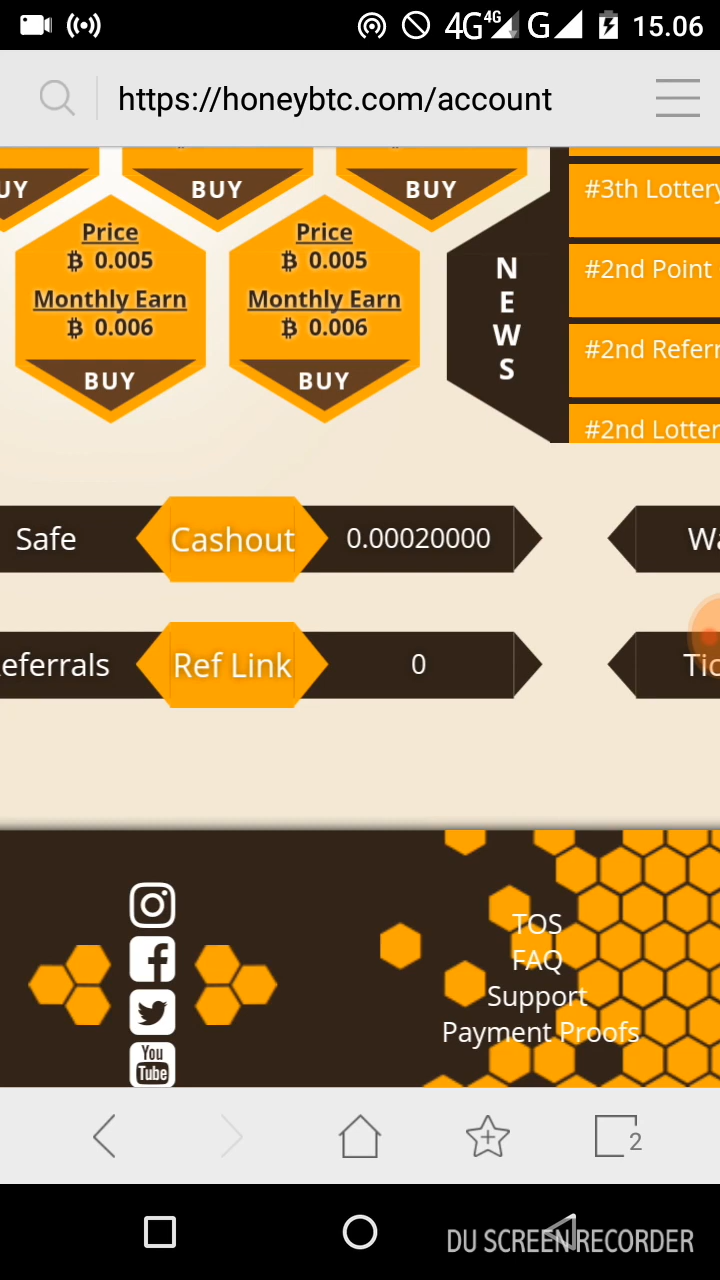 4G 4G G 15.06
https://honeybtc.com/account
UY BUY BUY
#3th Lottery
Price Price
₿ 0.005 ₿ 0.005
Monthly Earn Monthly Earn
₿ 0.006 ₿ 0.006
BUY BUY
N
E
W
S
#2nd Point
#2nd Referr
#2nd Lotter
Safe Cashout 0.00020000 Wa
eferrals Ref Link 0 Tic
TOS
FAQ
Support
Payment Proofs
You
Tube
2
DU SCREEN RECORDER